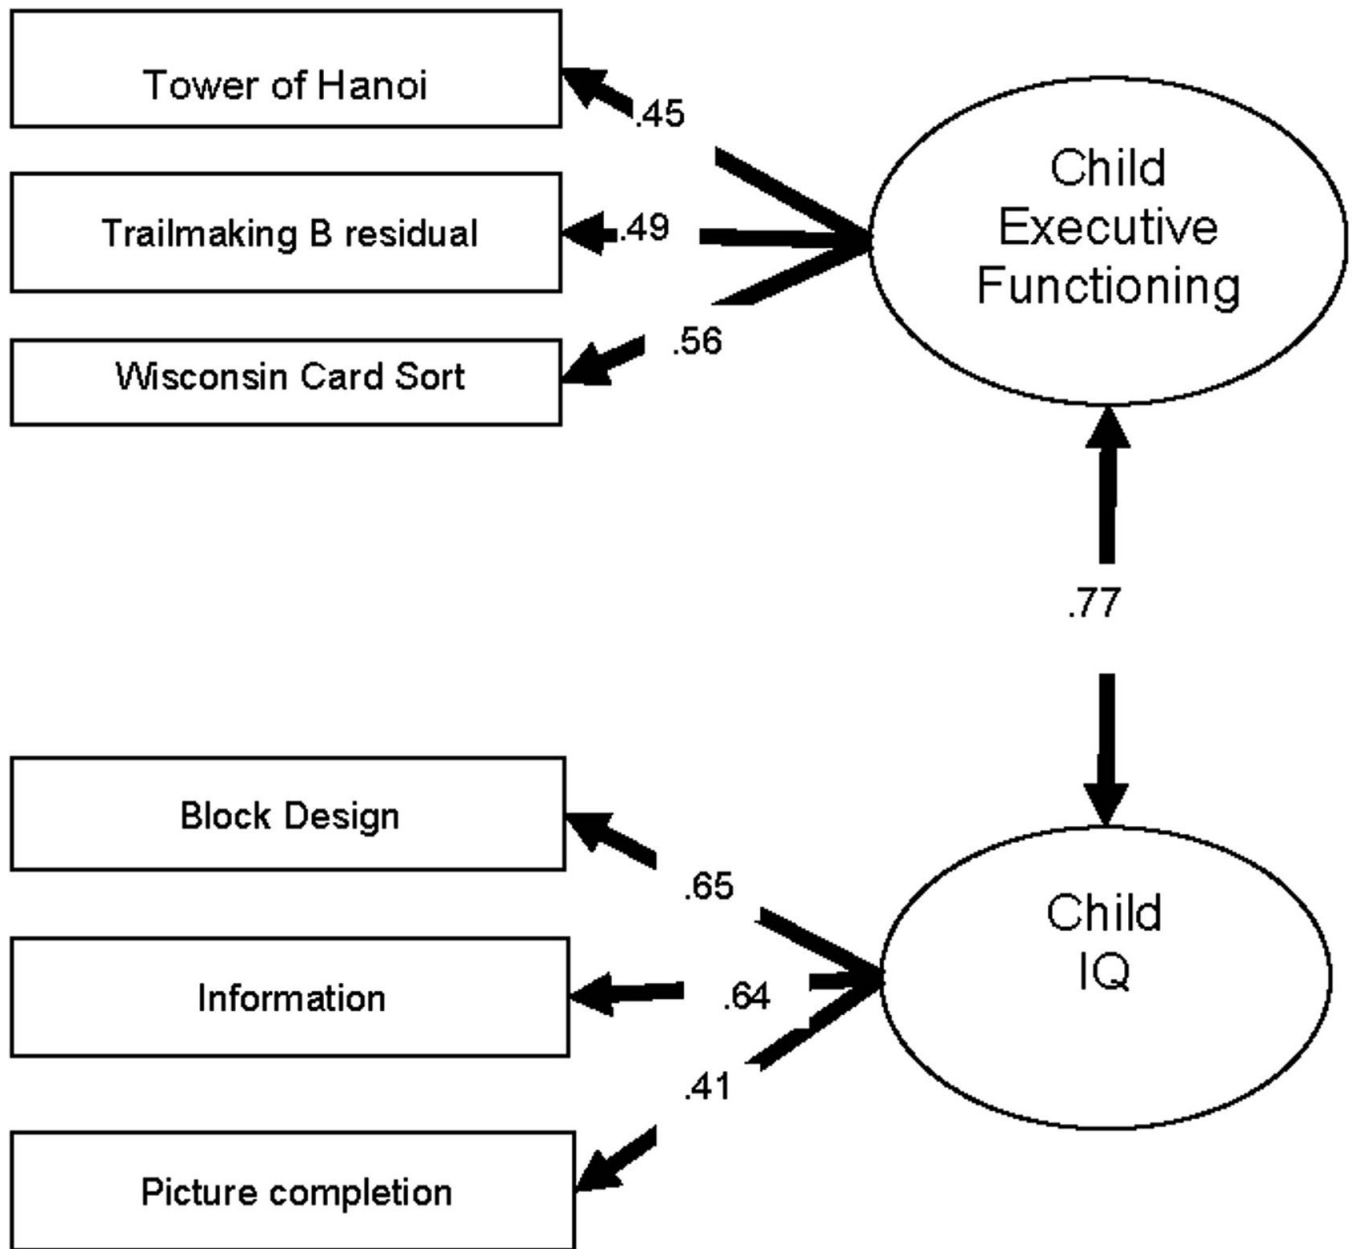 Tower of Hanoi
.45
Trailmaking B residual
.49
Wisconsin Card Sort
.56
Child
Executive
Functioning
.77
Block Design
.65
Information
.64
Picture completion
.41
Child
IQ